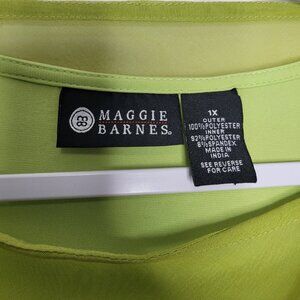 MAGGIE
BARNES®
1X
OUTER
100%POLYESTER
INNER
92%POLYESTER
8%SPANDEX
MADE IN
INDIA
SEE REVERSE
FOR CARE